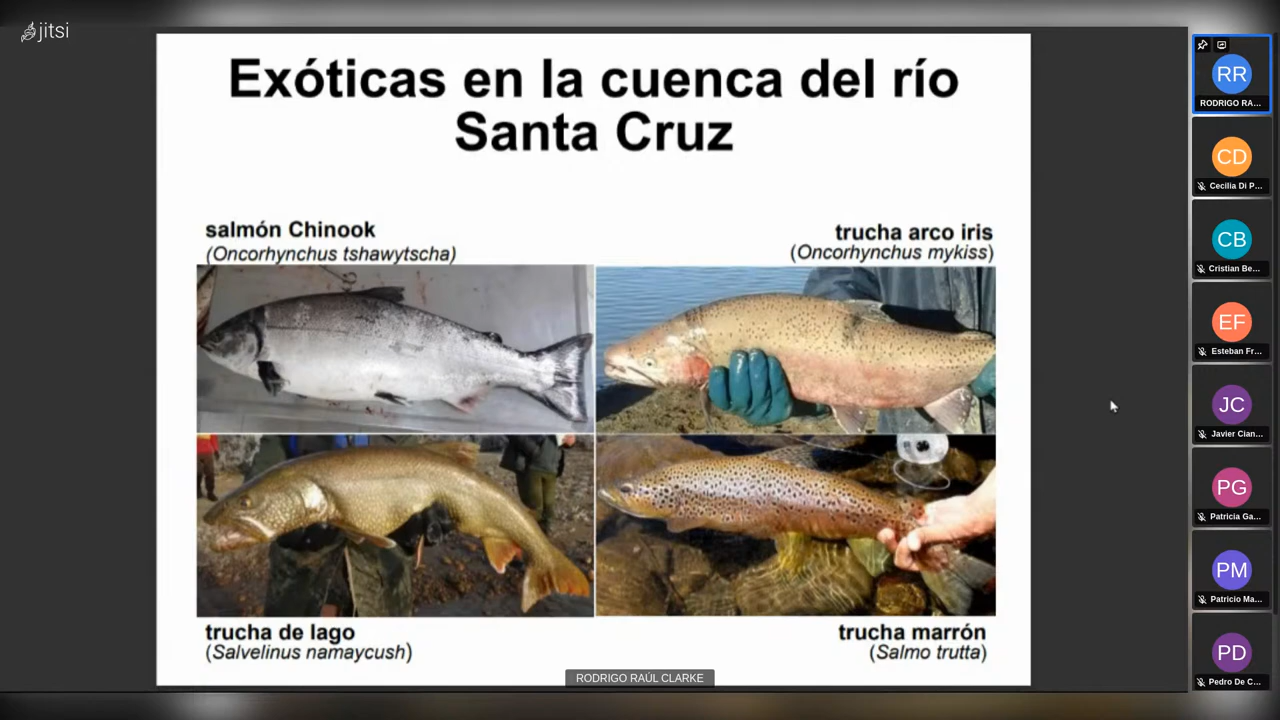 jitsi
Exóticas en la cuenca del río
Santa Cruz
salmón Chinook
(Oncorhynchus tshawytscha)
trucha arco iris
(Oncorhynchus mykiss)
trucha de lago
(Salvelinus namaycush)
trucha marrón
(Salmo trutta)
RODRIGO RAÚL CLARKE
RR
RODRIGO RA...
CD
Cecilia Di P...
CB
Cristian Be...
EF
Esteban Fr...
JC
Javier Cian...
PG
Patricia Ga...
PM
Patricio Ma...
PD
Pedro De C...